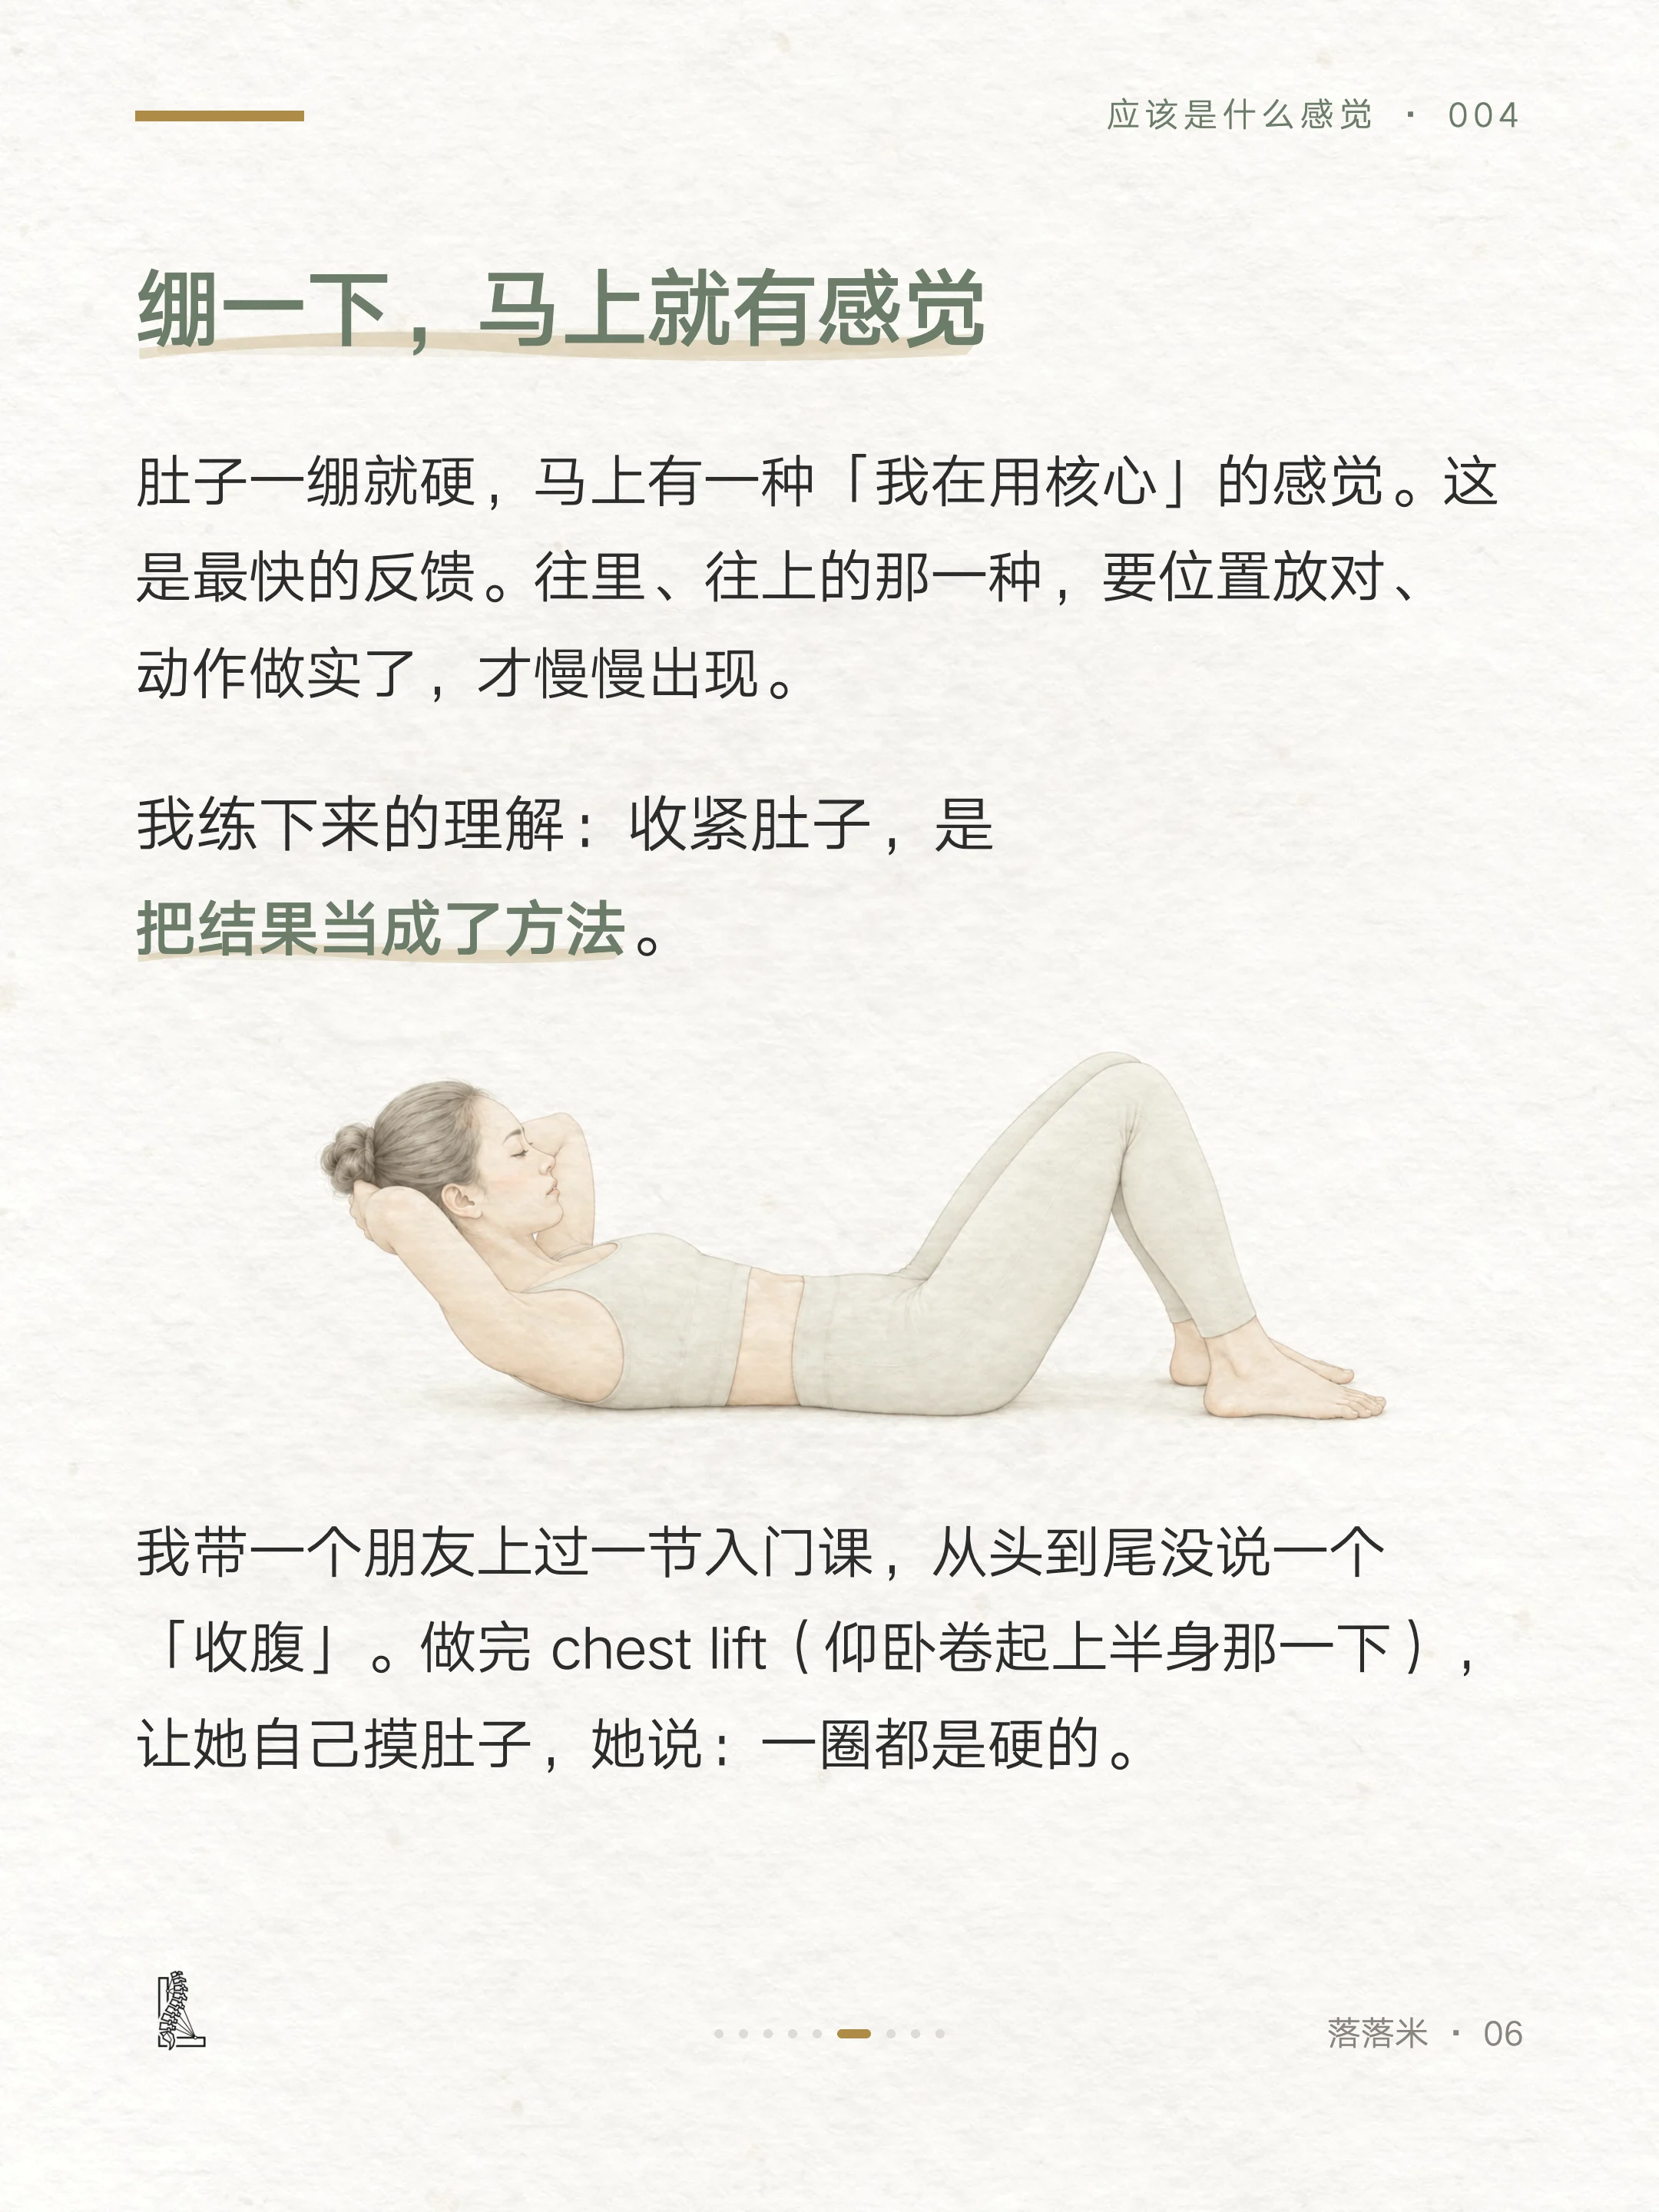 应该是什么感觉 · 004
绷一下，马上就有感觉
肚子一绷就硬，马上有一种「我在用核心」的感觉。这
是最快的反馈。往里、往上的那一种，要位置放对、
动作做实了，才慢慢出现。
我练下来的理解：收紧肚子，是
把结果当成了方法。
我带一个朋友上过一节入门课，从头到尾没说一个
「收腹」。做完 chest lift（仰卧卷起上半身那一下），
让她自己摸肚子，她说：一圈都是硬的。
落落米 · 06